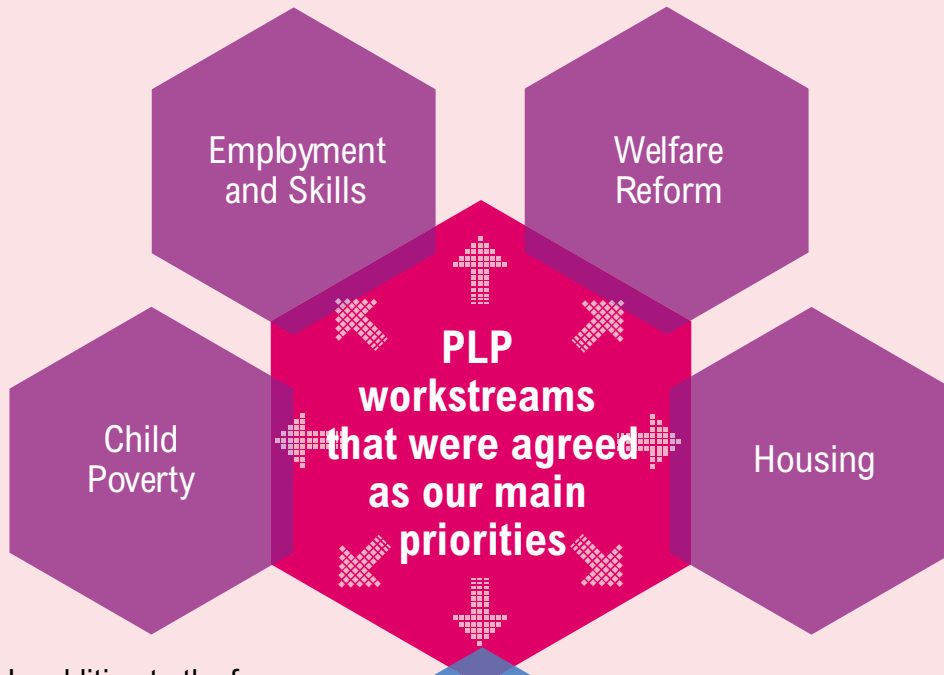 Employment
and Skills
Welfare
Reform
PLP
workstreams
that were agreed
as our main
priorities
Child
Poverty
Housing